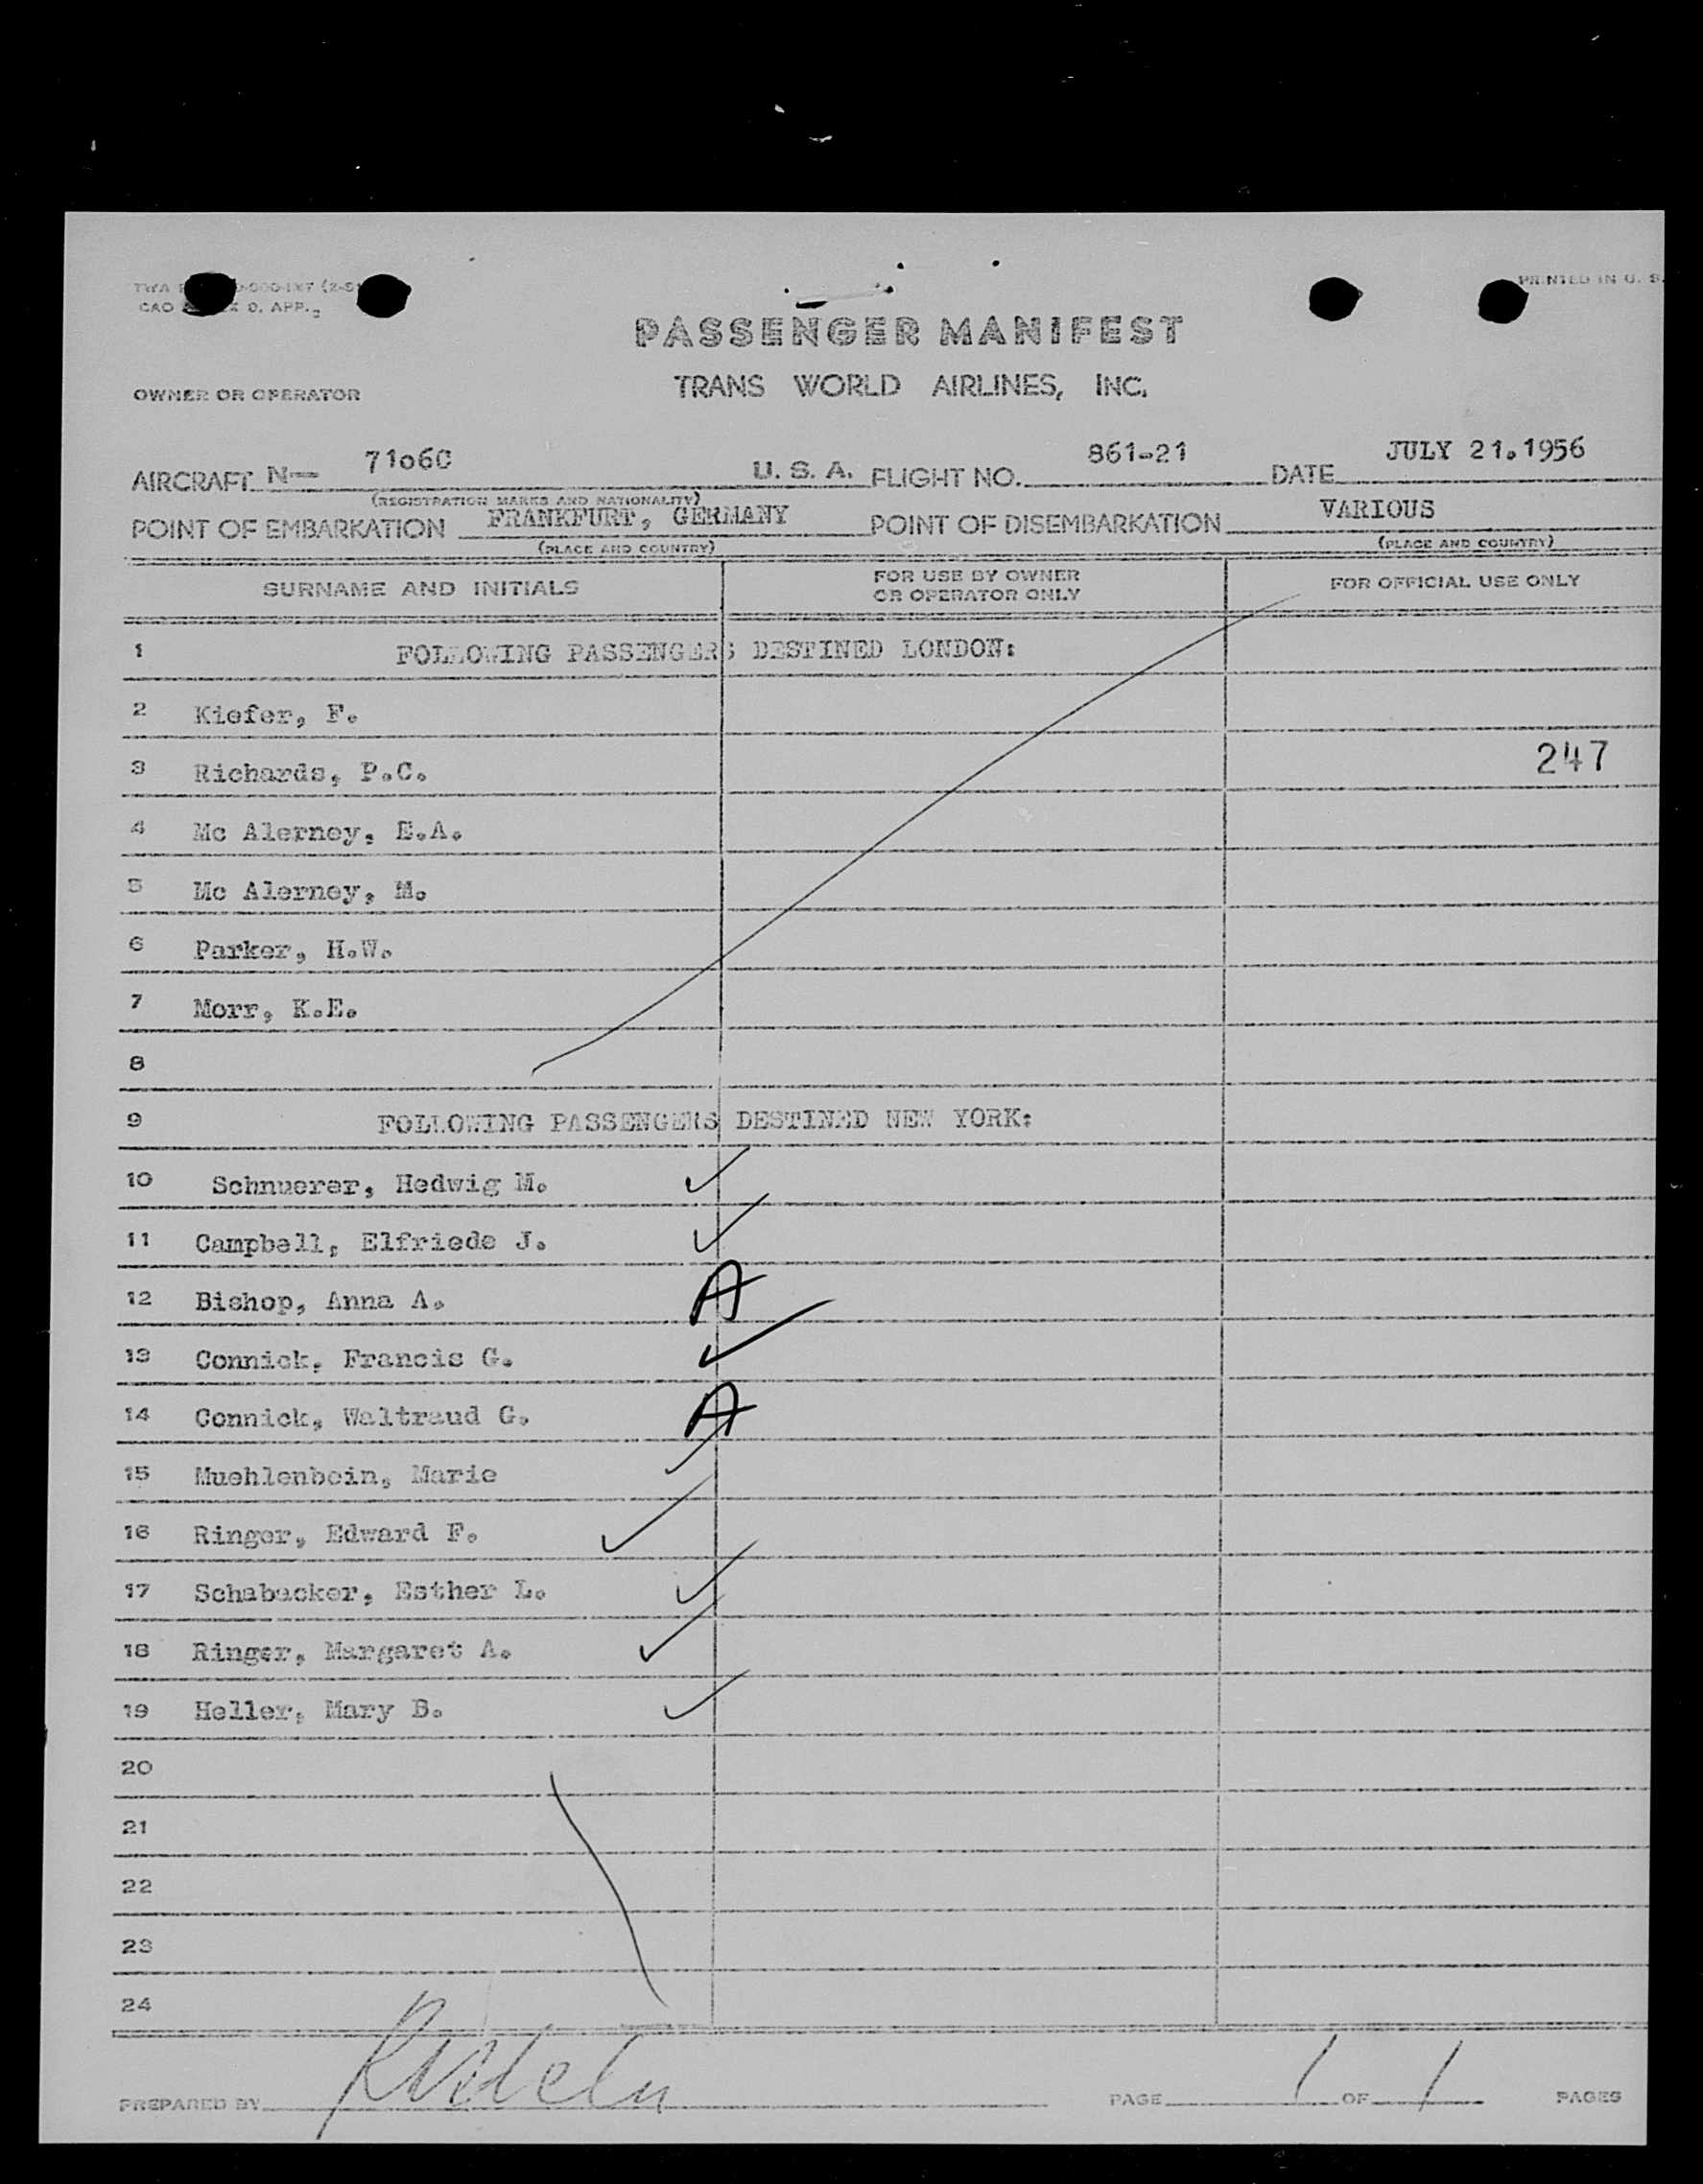 PRINTED IN U. S.
CAO
PASSENGER MANIFEST
OWNER OR OPERATOR TRANS WORLD AIRLINES, INC.
AIRCRAFT N— 7106C U. S. A. FLIGHT NO. 861-21 DATE JULY 21.1956
(REGISTRATION MARKS AND NATIONALITY)
POINT OF EMBARKATION FRANKFURT, GERMANY POINT OF DISEMBARKATION VARIOUS
(PLACE AND COUNTRY) (PLACE AND COUNTRY)
SURNAME AND INITIALS FOR USE BY OWNER OR OPERATOR ONLY FOR OFFICIAL USE ONLY
1 FOLLOWING PASSENGERS DESTINED LONDON:
2 Kiefer, F.
3 Richards, P.C. 247
4 Mc Alerney, E.A.
5 Mc Alerney, M.
6 Parker, H.W.
7 Morr, K.E.
8
9 FOLLOWING PASSENGERS DESTINED NEW YORK:
10 Schnuerer, Hedwig M. ✓
11 Campbell, Elfriede J. ✓
12 Bishop, Anna A. A
13 Connick, Francis G. ✓
14 Connick, Waltraud G. A
15 Muehlenbein, Marie ✓
16 Ringer, Edward F. ✓
17 Schabacker, Esther L. ✓
18 Ringer, Margaret A. ✓
19 Heller, Mary B. ✓
20
21
22
23
24
PREPARED BY PAGE 1 OF 1 PAGES